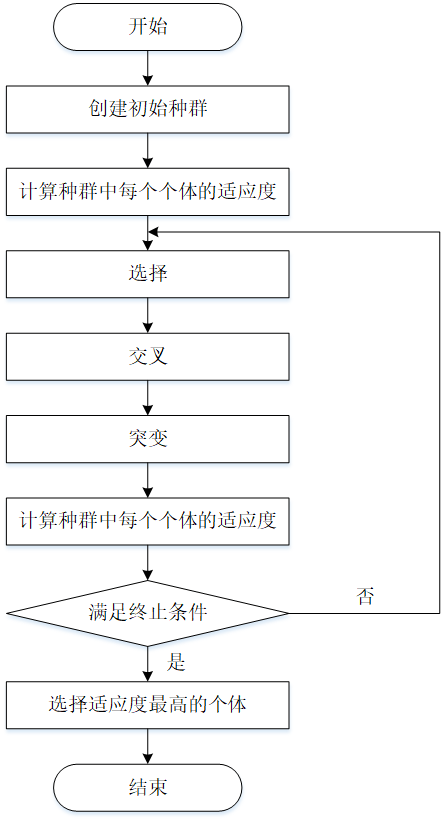 开始
创建初始种群
计算种群中每个个体的适应度
选择
交叉
突变
计算种群中每个个体的适应度
满足终止条件
否
是
选择适应度最高的个体
结束